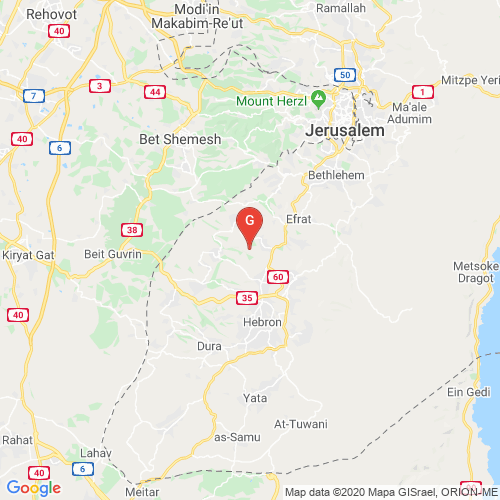 Rehovot
40
Modi'in
Makabim-Re'ut
Ramallah
50
3
7
44
1
Mitzpe Yeri
Mount Herzl
Ma'ale
Adumim
Jerusalem
40
6
Bet Shemesh
Bethlehem
G
Efrat
38
Kiryat Gat
Beit Guvrin
60
Metsoke
Dragot
35
40
Hebron
Dura
Ein Gedi
Yata
At-Tuwani
Rahat
Lahav
as-Samu
6
40
90
Meitar
31
Google
Map data ©2020 Mapa GISrael, ORION-ME